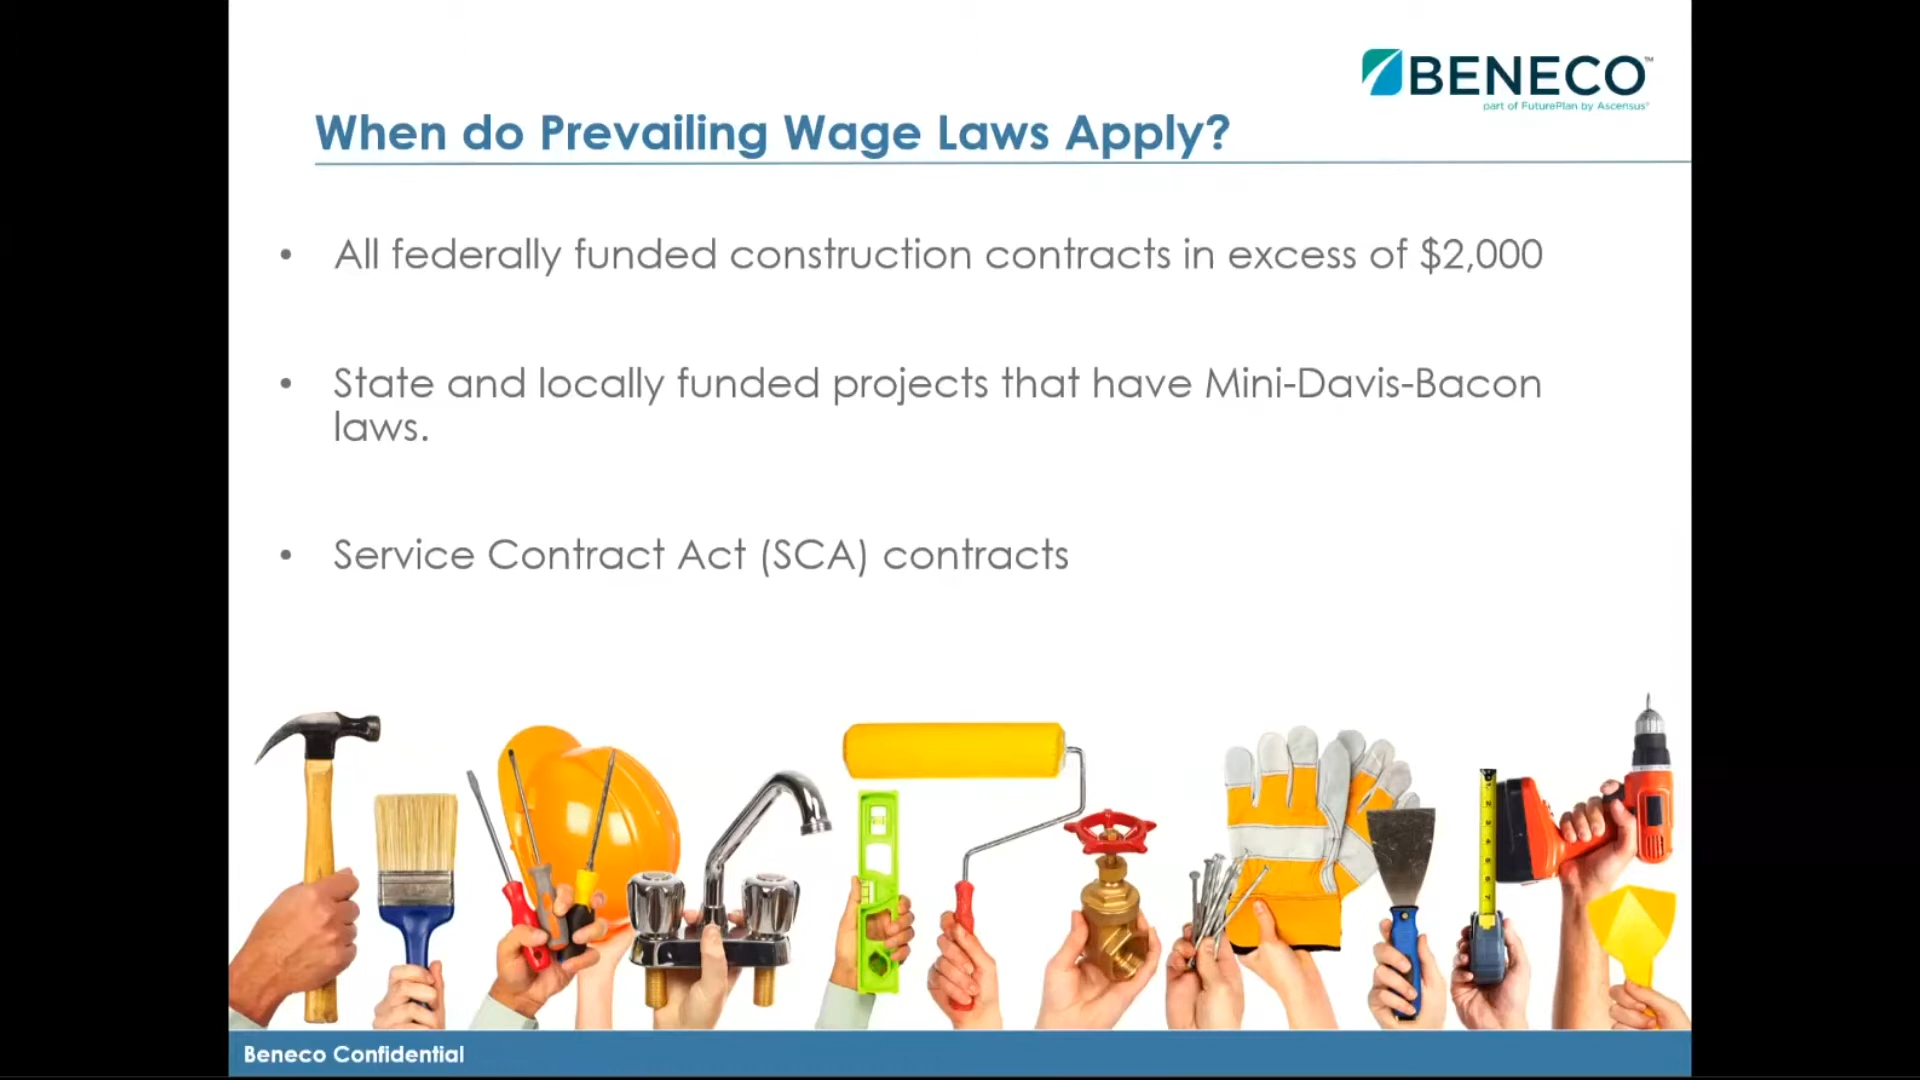 BENECO™
part of FuturePlan by Ascensus®
When do Prevailing Wage Laws Apply?
• All federally funded construction contracts in excess of $2,000
• State and locally funded projects that have Mini-Davis-Bacon
laws.
• Service Contract Act (SCA) contracts
Beneco Confidential